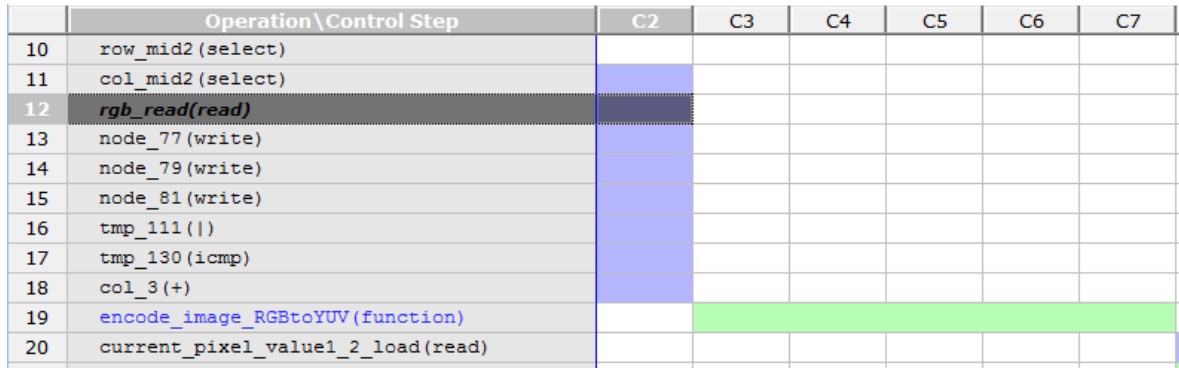 Operation\Control Step C2 C3 C4 C5 C6 C7
10 row_mid2(select)
11 col_mid2(select)
12 rgb_read(read)
13 node_77(write)
14 node_79(write)
15 node_81(write)
16 tmp_111(|)
17 tmp_130(icmp)
18 col_3(+)
19 encode_image_RGBtoYUV(function)
20 current_pixel_value1_2_load(read)